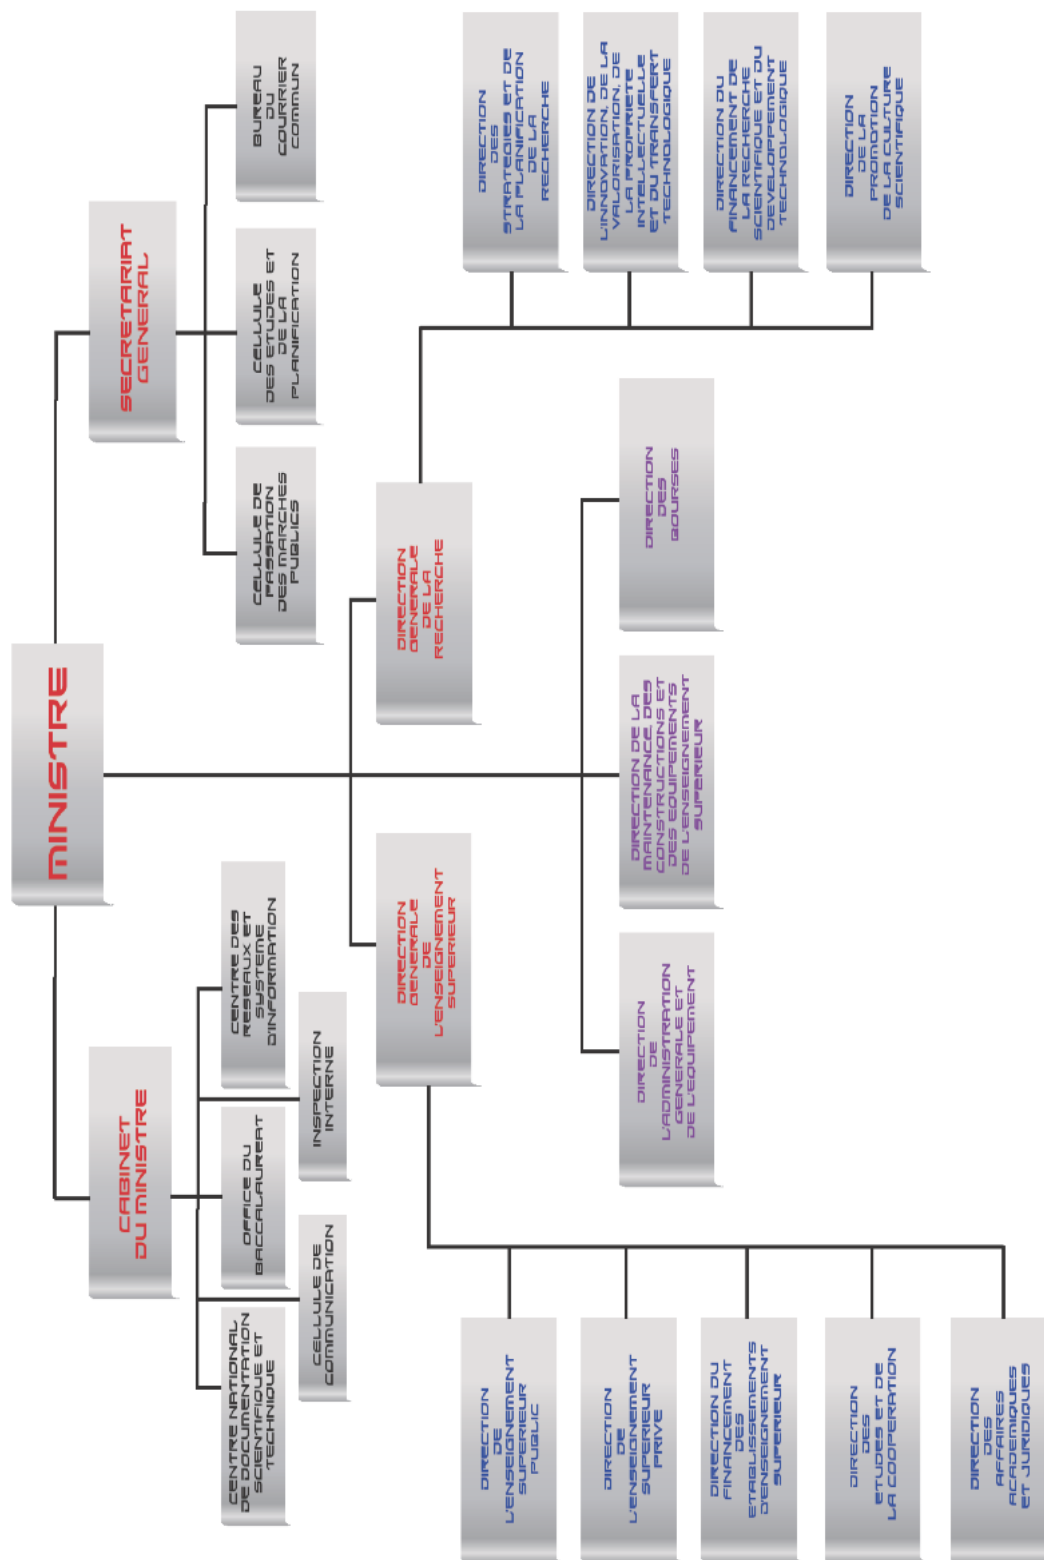 MINISTRE
CABINET
DU MINISTRE
SECRETARIAT
GENERAL
CENTRE NATIONAL
DE DOCUMENTATION
SCIENTIFIQUE ET
TECHNIQUE
OFFICE DU
BACCALAUREAT
CENTRE DES
RESEAUX ET
SYSTEME
D'INFORMATION
CELLULE DE
COMMUNICATION
INSPECTION
INTERNE
CELLULE DE
PASSATION
DES MARCHES
PUBLICS
CELLULE
DES ETUDES ET
DE LA
PLANIFICATION
BUREAU
DU
COURRIER
COMMUN
DIRECTION
GENERALE
DE
L'ENSEIGNEMENT
SUPERIEUR
DIRECTION
GENERALE
DE LA
RECHERCHE
DIRECTION
DE
L'ENSEIGNEMENT
SUPERIEUR
PUBLIC
DIRECTION
DE
L'ENSEIGNEMENT
SUPERIEUR
PRIVE
DIRECTION DU
FINANCEMENT
DES
ETABLISSEMENTS
D'ENSEIGNEMENT
SUPERIEUR
DIRECTION
DES
ETUDES ET DE
LA COOPERATION
DIRECTION
DES
AFFAIRES
ACADEMIQUES
ET JURIDIQUES
DIRECTION
DE
L'ADMINISTRATION
GENERALE ET
DE L'EQUIPEMENT
DIRECTION DE LA
MAINTENANCE, DES
CONSTRUCTIONS ET
DES EQUIPEMENTS
DE L'ENSEIGNEMENT
SUPERIEUR
DIRECTION
DES
BOURSES
DIRECTION
DES
STRATEGIES ET DE
LA PLANIFICATION
DE LA
RECHERCHE
DIRECTION DE
L'INNOVATION, DE LA
VALORISATION, DE
LA PROPRIETE
INTELLECTUELLE
ET DU TRANSFERT
TECHNOLOGIQUE
DIRECTION DU
FINANCEMENT DE
LA RECHERCHE
SCIENTIFIQUE ET DU
DEVELOPPEMENT
TECHNOLOGIQUE
DIRECTION
DE LA
PROMOTION
DE LA CULTURE
SCIENTIFIQUE